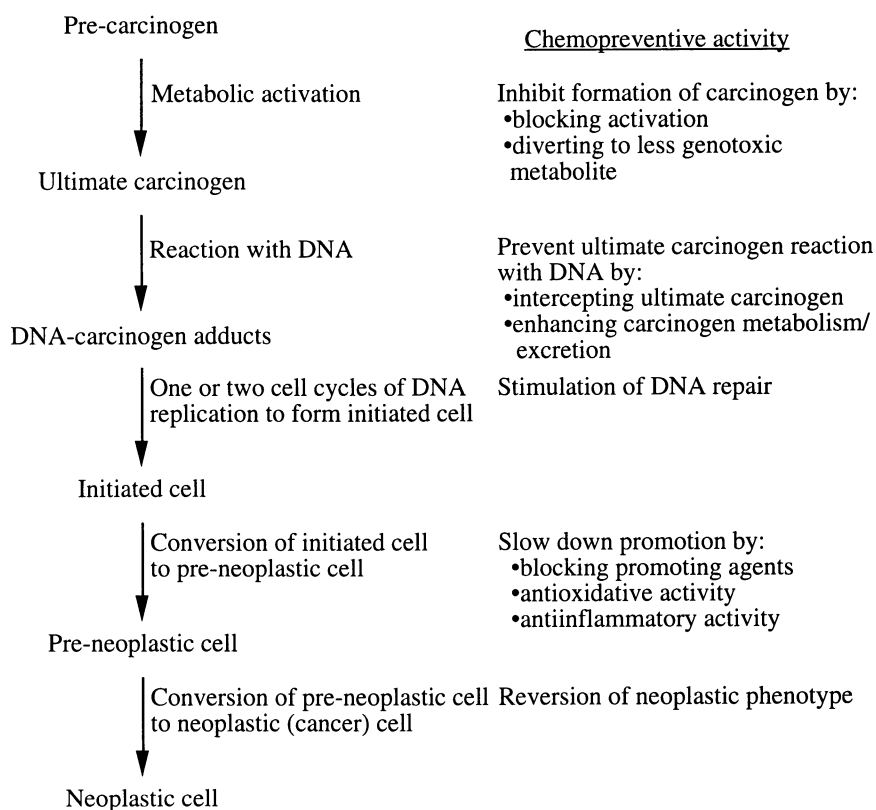 Pre-carcinogen
Chemopreventive activity
Metabolic activation
Inhibit formation of carcinogen by:
•blocking activation
•diverting to less genotoxic
metabolite
Ultimate carcinogen
Reaction with DNA
Prevent ultimate carcinogen reaction
with DNA by:
•intercepting ultimate carcinogen
•enhancing carcinogen metabolism/
excretion
DNA-carcinogen adducts
One or two cell cycles of DNA
replication to form initiated cell
Stimulation of DNA repair
Initiated cell
Conversion of initiated cell
to pre-neoplastic cell
Slow down promotion by:
•blocking promoting agents
•antioxidative activity
•antiinflammatory activity
Pre-neoplastic cell
Conversion of pre-neoplastic cell
to neoplastic (cancer) cell
Reversion of neoplastic phenotype
Neoplastic cell